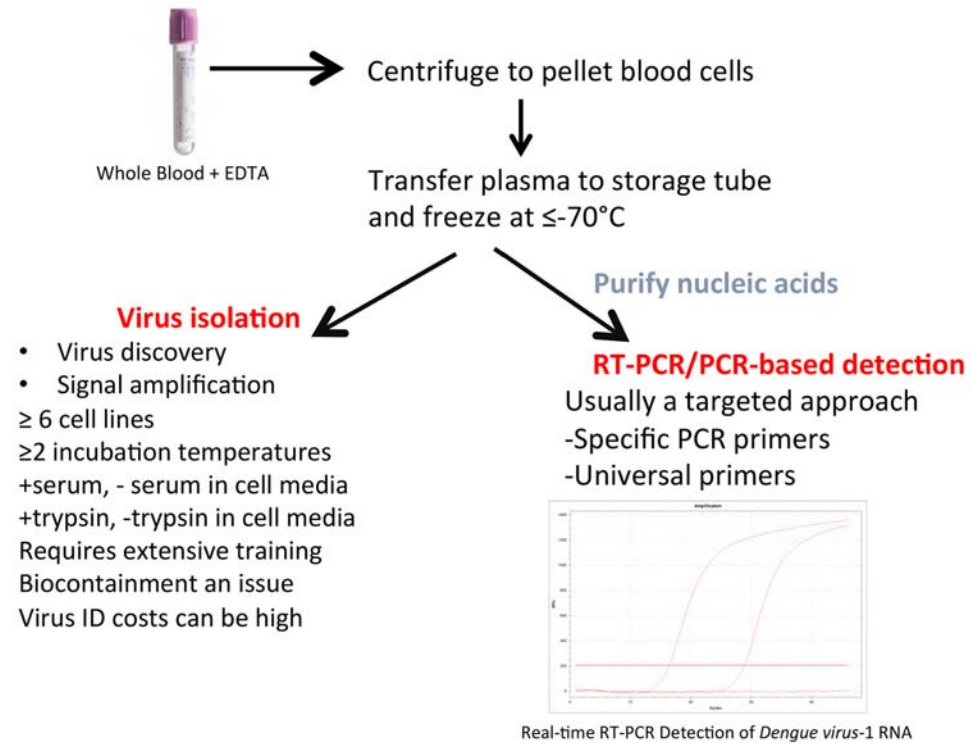 Whole Blood + EDTA
Centrifuge to pellet blood cells
Transfer plasma to storage tube
and freeze at ≤-70°C
Virus isolation
• Virus discovery
• Signal amplification
≥ 6 cell lines
≥2 incubation temperatures
+serum, - serum in cell media
+trypsin, -trypsin in cell media
Requires extensive training
Biocontainment an issue
Virus ID costs can be high
Purify nucleic acids
RT-PCR/PCR-based detection
Usually a targeted approach
-Specific PCR primers
-Universal primers
Amplification
Cycles
Real-time RT-PCR Detection of Dengue virus-1 RNA